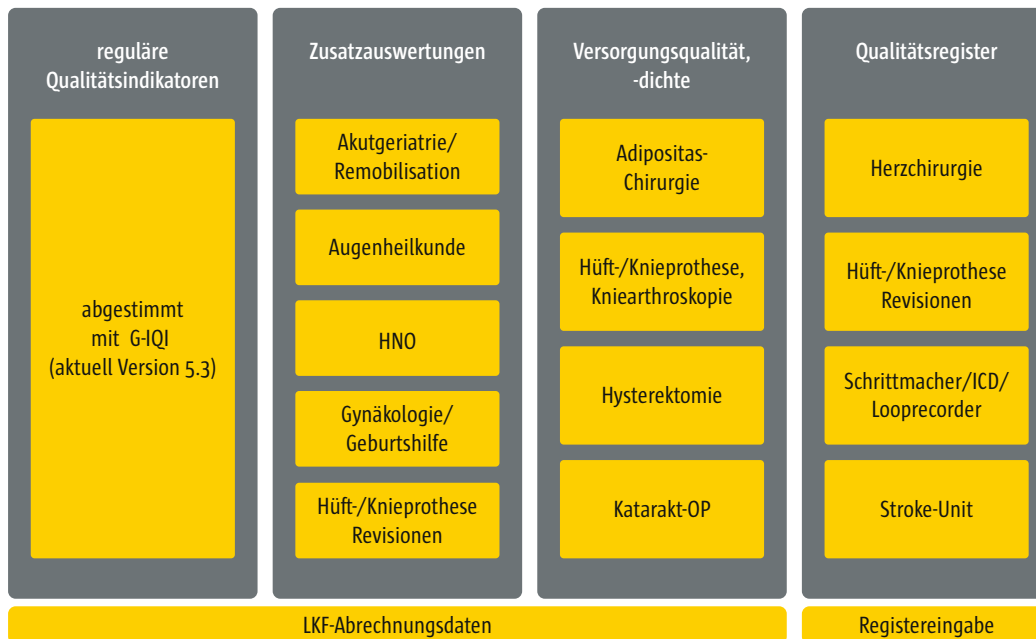 reguläre
Qualitätsindikatoren
abgestimmt
mit G-IQI
(aktuell Version 5.3)
Zusatzauswertungen
Akutgeriatrie/
Remobilisation
Augenheilkunde
HNO
Gynäkologie/
Geburtshilfe
Hüft-/Knieprothese
Revisionen
Versorgungsqualität,
-dichte
Adipositas-
Chirurgie
Hüft-/Knieprothese,
Kniearthroskopie
Hysterektomie
Katarakt-OP
Qualitätsregister
Herzchirurgie
Hüft-/Knieprothese
Revisionen
Schrittmacher/ICD/
Looprecorder
Stroke-Unit
LKF-Abrechnungsdaten
Registereingabe